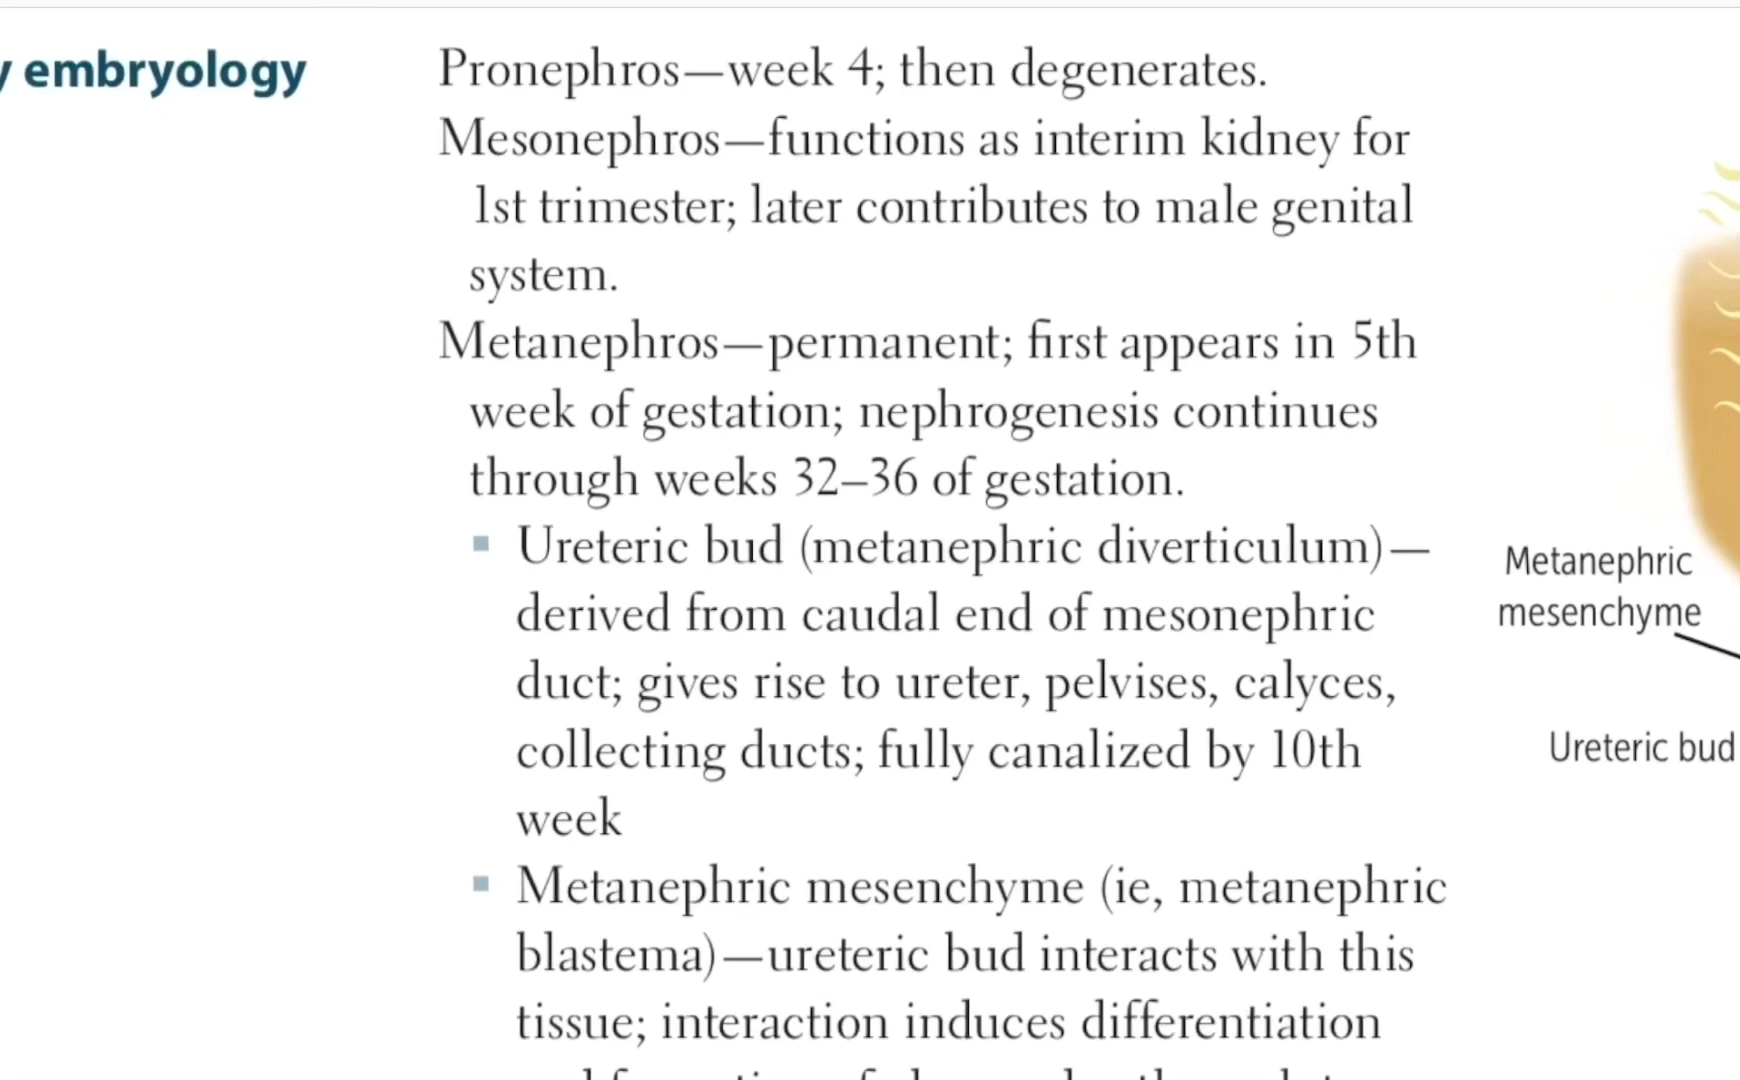 embryology
Pronephros—week 4; then degenerates.
Mesonephros—functions as interim kidney for
1st trimester; later contributes to male genital
system.
Metanephros—permanent; first appears in 5th
week of gestation; nephrogenesis continues
through weeks 32–36 of gestation.
▪ Ureteric bud (metanephric diverticulum)—
derived from caudal end of mesonephric
duct; gives rise to ureter, pelvises, calyces,
collecting ducts; fully canalized by 10th
week
▪ Metanephric mesenchyme (ie, metanephric
blastema)—ureteric bud interacts with this
tissue; interaction induces differentiation
Metanephric
mesenchyme
Ureteric bud